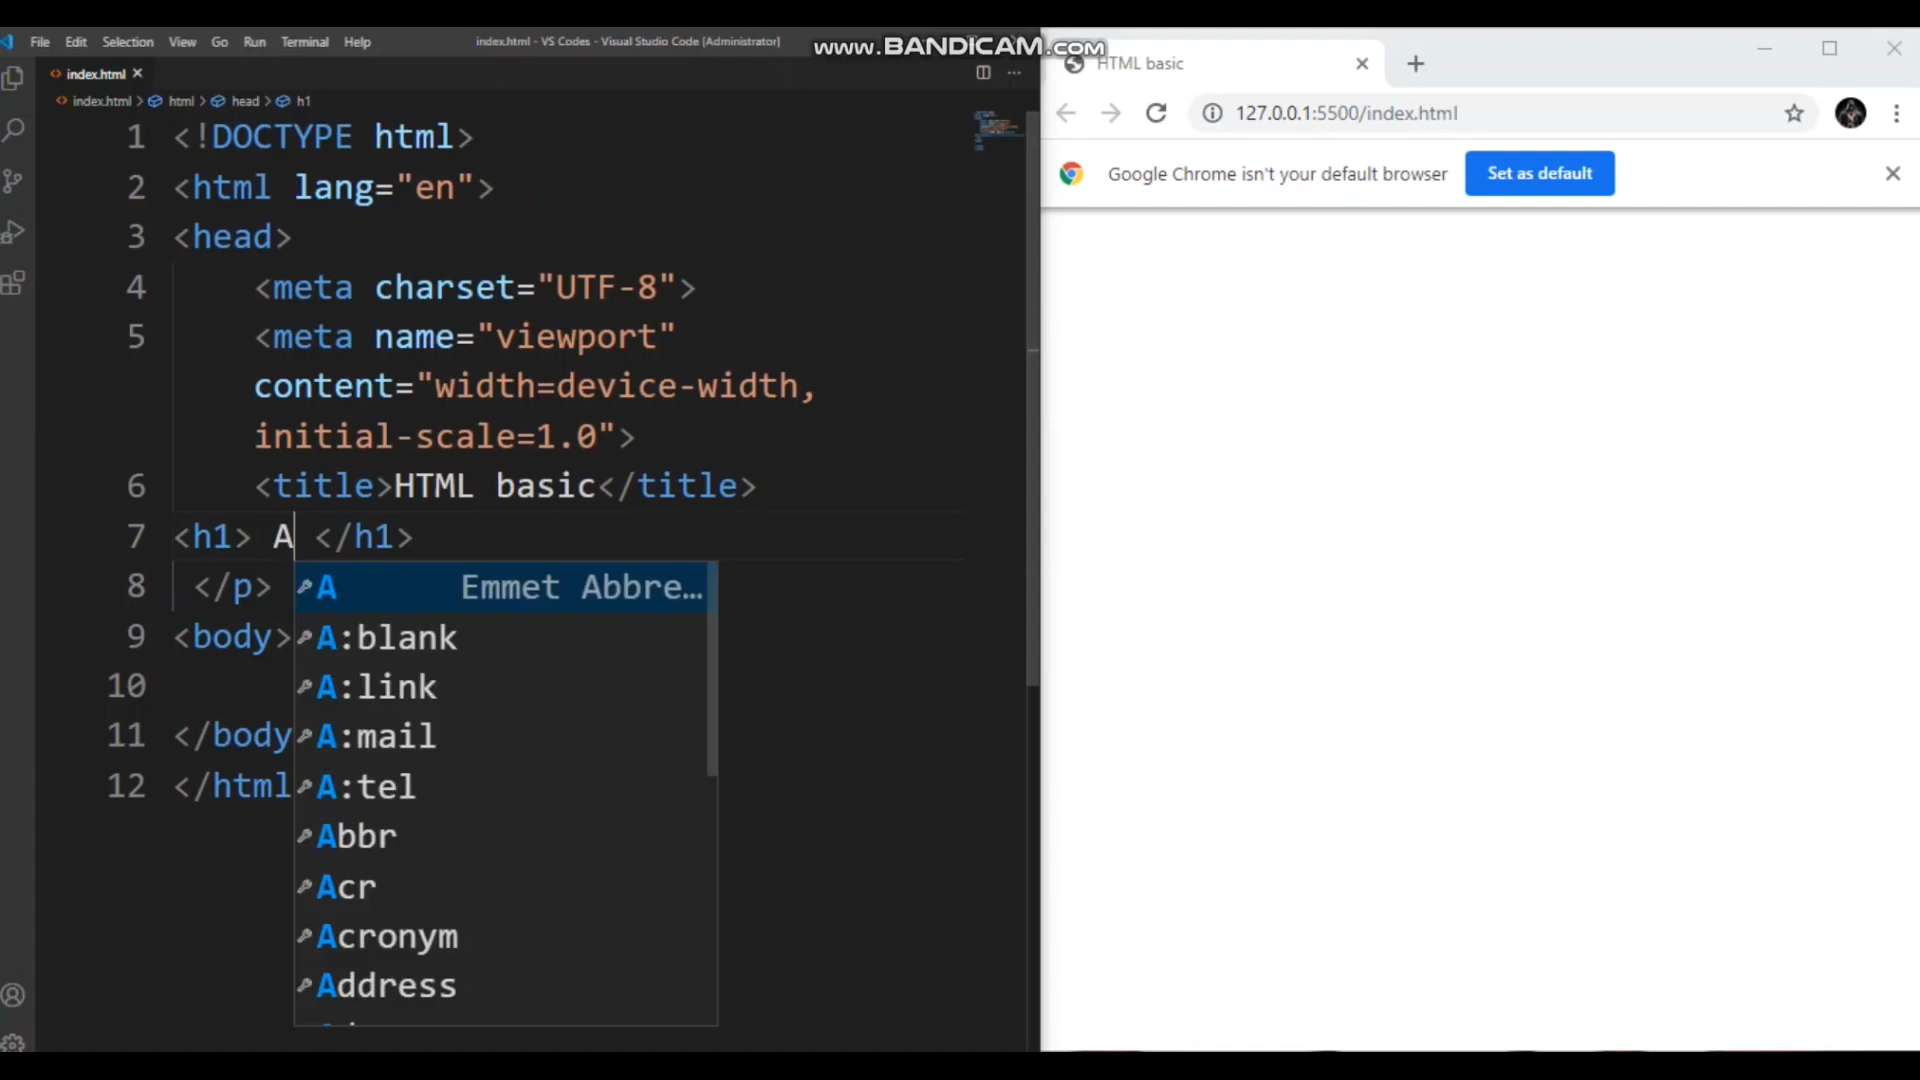 File Edit Selection View Go Run Terminal Help
index.html - VS Codes - Visual Studio Code [Administrator]
www.BANDICAM.com
index.html
index.html > html > head > h1
1 <!DOCTYPE html>
2 <html lang="en">
3 <head>
4 <meta charset="UTF-8">
5 <meta name="viewport"
content="width=device-width,
initial-scale=1.0">
6 <title>HTML basic</title>
7 <h1> A </h1>
8 </p>
9 <body>
10
11 </body
12 </html
A Emmet Abbre…
A:blank
A:link
A:mail
A:tel
Abbr
Acr
Acronym
Address
HTML basic
127.0.0.1:5500/index.html
Google Chrome isn't your default browser
Set as default